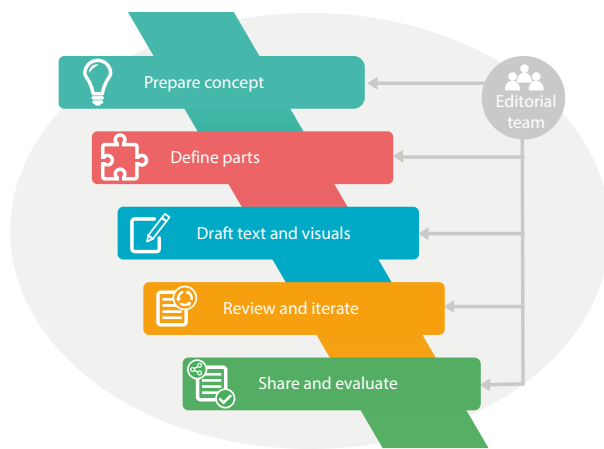 Prepare concept
Editorial
team
Define parts
Draft text and visuals
Review and iterate
Share and evaluate